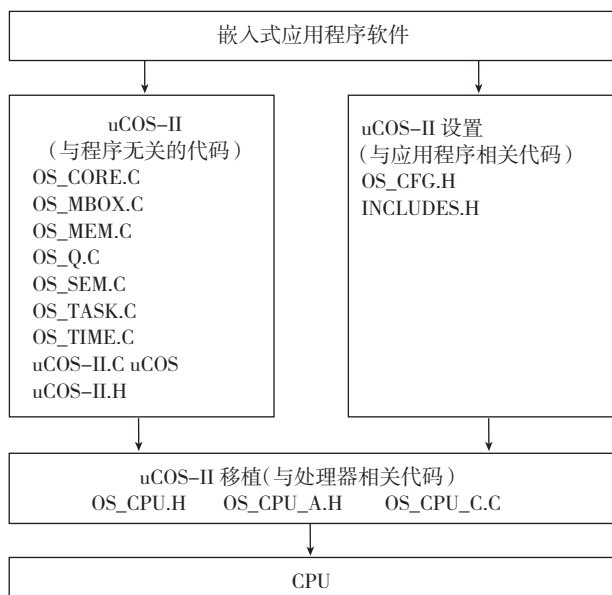 嵌入式应用程序软件
uCOS-II
（与程序无关的代码）
OS_CORE.C
OS_MBOX.C
OS_MEM.C
OS_Q.C
OS_SEM.C
OS_TASK.C
OS_TIME.C
uCOS-II.C uCOS
uCOS-II.H
uCOS-II 设置
（与应用程序相关代码）
OS_CFG.H
INCLUDES.H
uCOS-II 移植（与处理器相关代码）
OS_CPU.H OS_CPU_A.H OS_CPU_C.C
CPU